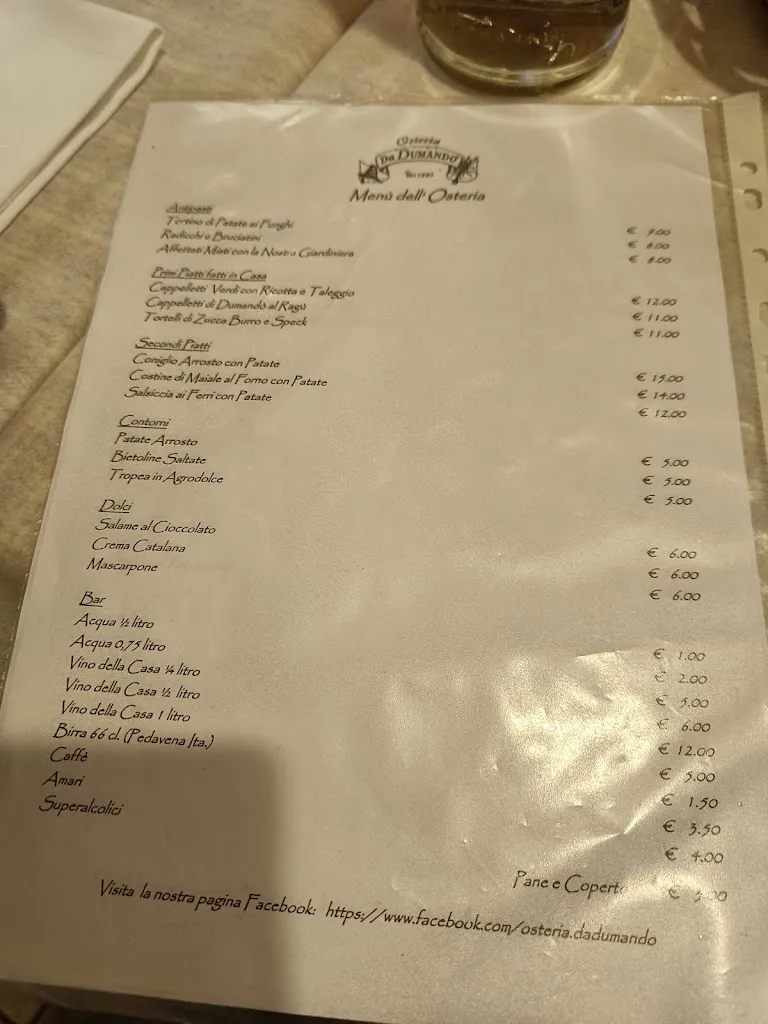 Osteria
Da DUMANDÒ
Menù dell' Osteria
Antipasti
Tortino di Patate ai Funghi € 9.00
Radicchi e Bruciatini € 8.00
Affettati Misti con la Nostra Giardiniera € 8.00
Primi Piatti fatti in Casa
Cappelletti Verdi con Ricotta e Taleggio € 12.00
Cappelletti di Dumandò al Ragù € 11.00
Tortelli di Zucca Burro e Speck € 11.00
Secondi Piatti
Coniglio Arrosto con Patate € 15.00
Costine di Maiale al Forno con Patate € 14.00
Salsiccia ai Ferri con Patate € 12.00
Contorni
Patate Arrosto € 5.00
Bietoline Saltate € 5.00
Tropea in Agrodolce € 5.00
Dolci
Salame al Cioccolato € 6.00
Crema Catalana € 6.00
Mascarpone € 6.00
Bar
Acqua ½ litro € 1.00
Acqua 0,75 litro € 2.00
Vino della Casa ¼ litro € 5.00
Vino della Casa ½ litro € 6.00
Vino della Casa 1 litro € 12.00
Birra 66 cl. (Pedavena Ita.) € 5.00
Caffè € 1.50
Amari € 3.50
Superalcolici € 4.00
Pane e Coperto €
Visita la nostra pagina Facebook: https://www.facebook.com/osteria.dadumando